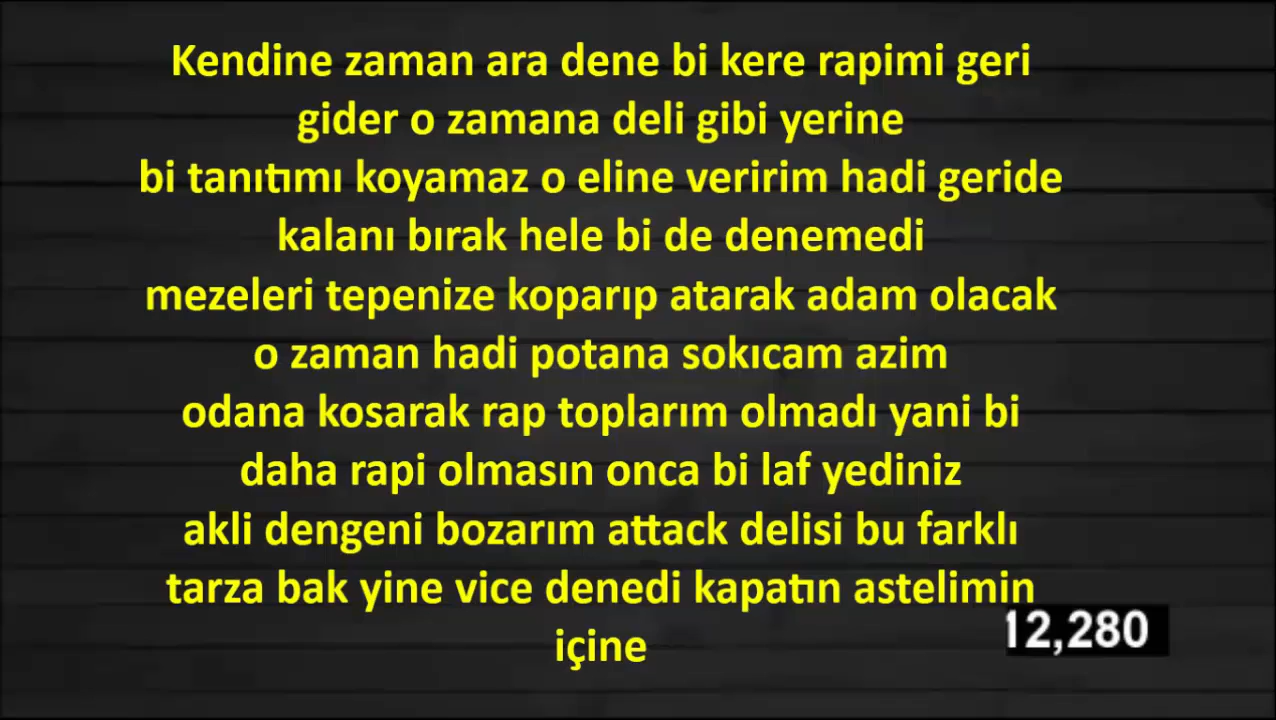 Kendine zaman ara dene bi kere rapimi geri
gider o zamana deli gibi yerine
bi tanıtımı koyamaz o eline veririm hadi geride
kalanı bırak hele bi de denemedi
mezeleri tepenize koparıp atarak adam olacak
o zaman hadi potana sokıcam azim
odana kosarak rap toplarım olmadı yani bi
daha rapi olmasın onca bi laf yediniz
akli dengeni bozarım attack delisi bu farklı
tarza bak yine vice denedi kapatın astelimin
içine
12,280